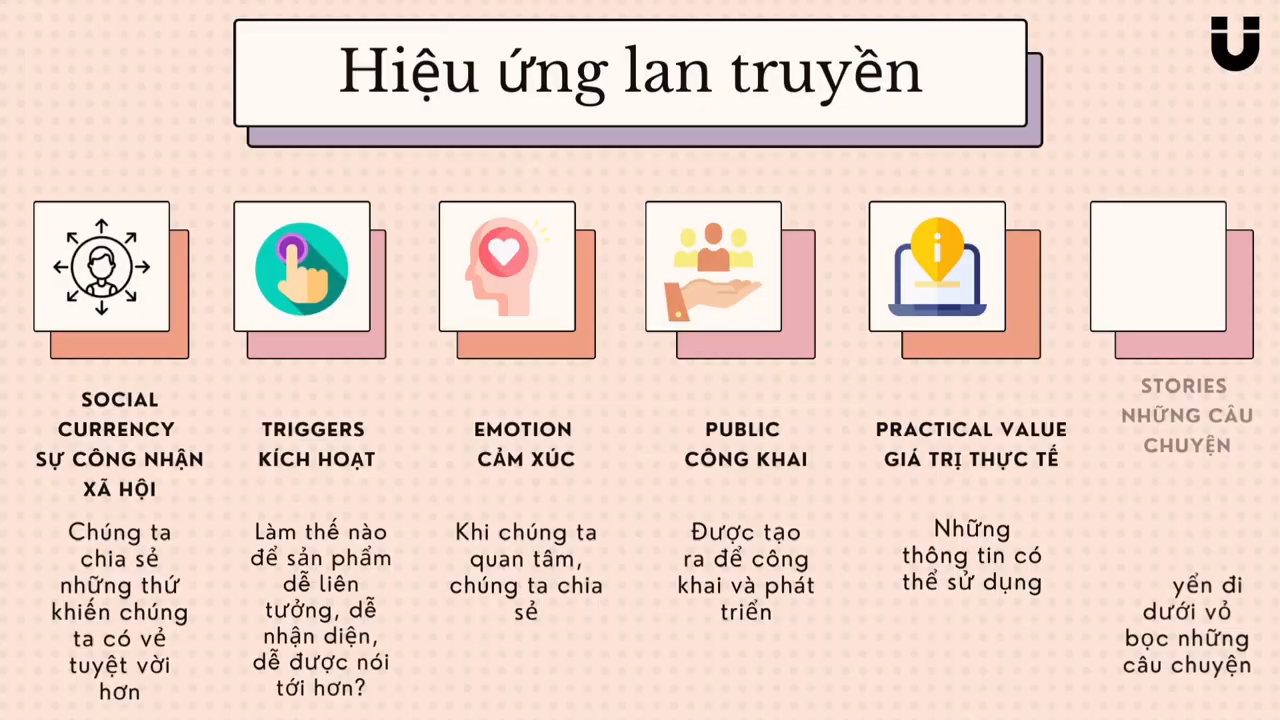 Hiệu ứng lan truyền
SOCIAL
CURRENCY
SỰ CÔNG NHẬN
XÃ HỘI
Chúng ta
chia sẻ
những thứ
khiến chúng
ta có vẻ
tuyệt vời
hơn
TRIGGERS
KÍCH HOẠT
Làm thế nào
để sản phẩm
dễ liên
tưởng, dễ
nhận diện,
dễ được nói
tới hơn?
EMOTION
CẢM XÚC
Khi chúng ta
quan tâm,
chúng ta chia
sẻ
PUBLIC
CÔNG KHAI
Được tạo
ra để công
khai và phát
triển
PRACTICAL VALUE
GIÁ TRỊ THỰC TẾ
Những
thông tin có
thể sử dụng
STORIES
NHỮNG CÂU
CHUYỆN
yển đi
dưới vỏ
bọc những
câu chuyện